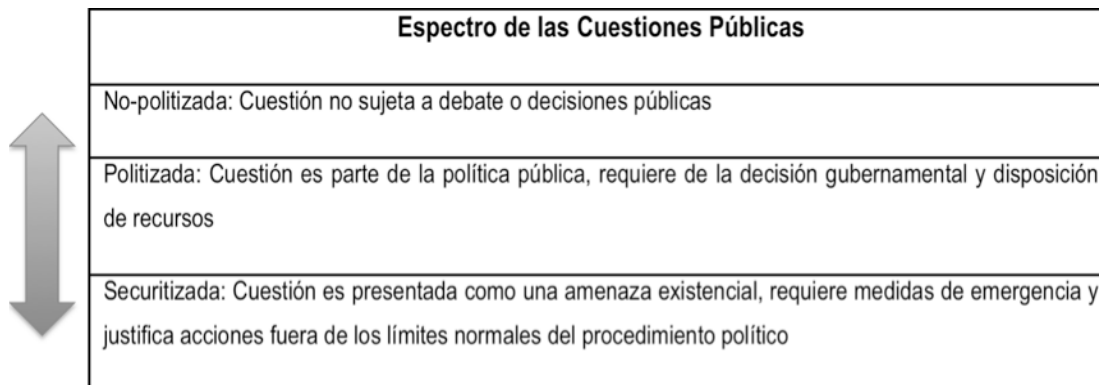 Espectro de las Cuestiones Públicas
No-politizada: Cuestión no sujeta a debate o decisiones públicas
Politizada: Cuestión es parte de la política pública, requiere de la decisión gubernamental y disposición
de recursos
Securitizada: Cuestión es presentada como una amenaza existencial, requiere medidas de emergencia y
justifica acciones fuera de los límites normales del procedimiento político